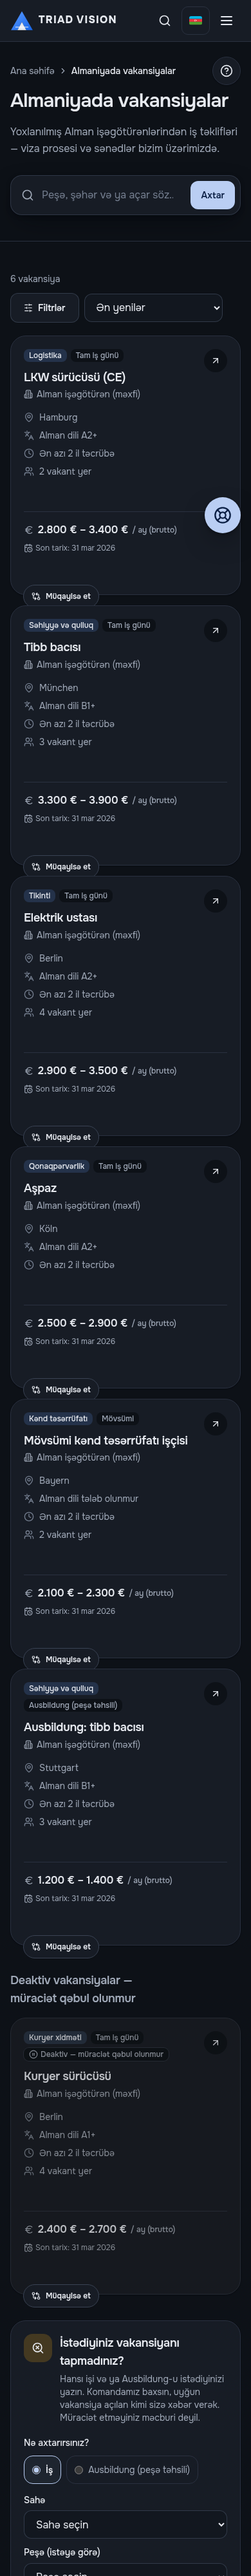 TRIAD VISION
Ana səhifə > Almaniyada vakansiyalar
Almaniyada vakansiyalar
Yoxlanılmış Alman işəgötürənlərindən iş təklifləri
— viza prosesi və sənədlər bizim üzərimizdə.
Peşə, şəhər və ya açar söz...
Axtar
6 vakansiya
Filtrlər
Ən yenilər
Logistika
Tam iş günü
LKW sürücüsü (CE)
Alman işəgötürən (məxfi)
Hamburg
Alman dili A2+
Ən azı 2 il təcrübə
2 vakant yer
2.800 € – 3.400 € / ay (brutto)
Son tarix: 31 mar 2026
Müqayisə et
Səhiyyə və qulluq
Tam iş günü
Tibb bacısı
Alman işəgötürən (məxfi)
München
Alman dili B1+
Ən azı 2 il təcrübə
3 vakant yer
3.300 € – 3.900 € / ay (brutto)
Son tarix: 31 mar 2026
Müqayisə et
Tikinti
Tam iş günü
Elektrik ustası
Alman işəgötürən (məxfi)
Berlin
Alman dili A2+
Ən azı 2 il təcrübə
4 vakant yer
2.900 € – 3.500 € / ay (brutto)
Son tarix: 31 mar 2026
Müqayisə et
Qonaqpərvərlik
Tam iş günü
Aşpaz
Alman işəgötürən (məxfi)
Köln
Alman dili A2+
Ən azı 2 il təcrübə
2.500 € – 2.900 € / ay (brutto)
Son tarix: 31 mar 2026
Müqayisə et
Kənd təsərrüfatı
Mövsümi
Mövsümi kənd təsərrüfatı işçisi
Alman işəgötürən (məxfi)
Bayern
Alman dili tələb olunmur
Ən azı 2 il təcrübə
2 vakant yer
2.100 € – 2.300 € / ay (brutto)
Son tarix: 31 mar 2026
Müqayisə et
Səhiyyə və qulluq
Ausbildung (peşə təhsili)
Ausbildung: tibb bacısı
Alman işəgötürən (məxfi)
Stuttgart
Alman dili B1+
Ən azı 2 il təcrübə
3 vakant yer
1.200 € – 1.400 € / ay (brutto)
Son tarix: 31 mar 2026
Müqayisə et
Deaktiv vakansiyalar —
müraciət qəbul olunmur
Kuryer xidməti
Tam iş günü
Deaktiv — müraciət qəbul olunmur
Kuryer sürücüsü
Alman işəgötürən (məxfi)
Berlin
Alman dili A1+
Ən azı 2 il təcrübə
4 vakant yer
2.400 € – 2.700 € / ay (brutto)
Son tarix: 31 mar 2026
Müqayisə et
İstədiyiniz vakansiyanı
tapmadınız?
Hansı işi və ya Ausbildung-u istədiyinizi
yazın. Komandamız baxsın, uyğun
vakansiya açılan kimi sizə xəbər verək.
Müraciət etməyiniz məcburi deyil.
Nə axtarırsınız?
İş
Ausbildung (peşə təhsili)
Sahə
Sahə seçin
Peşə (istəyə görə)
Peşə seçin